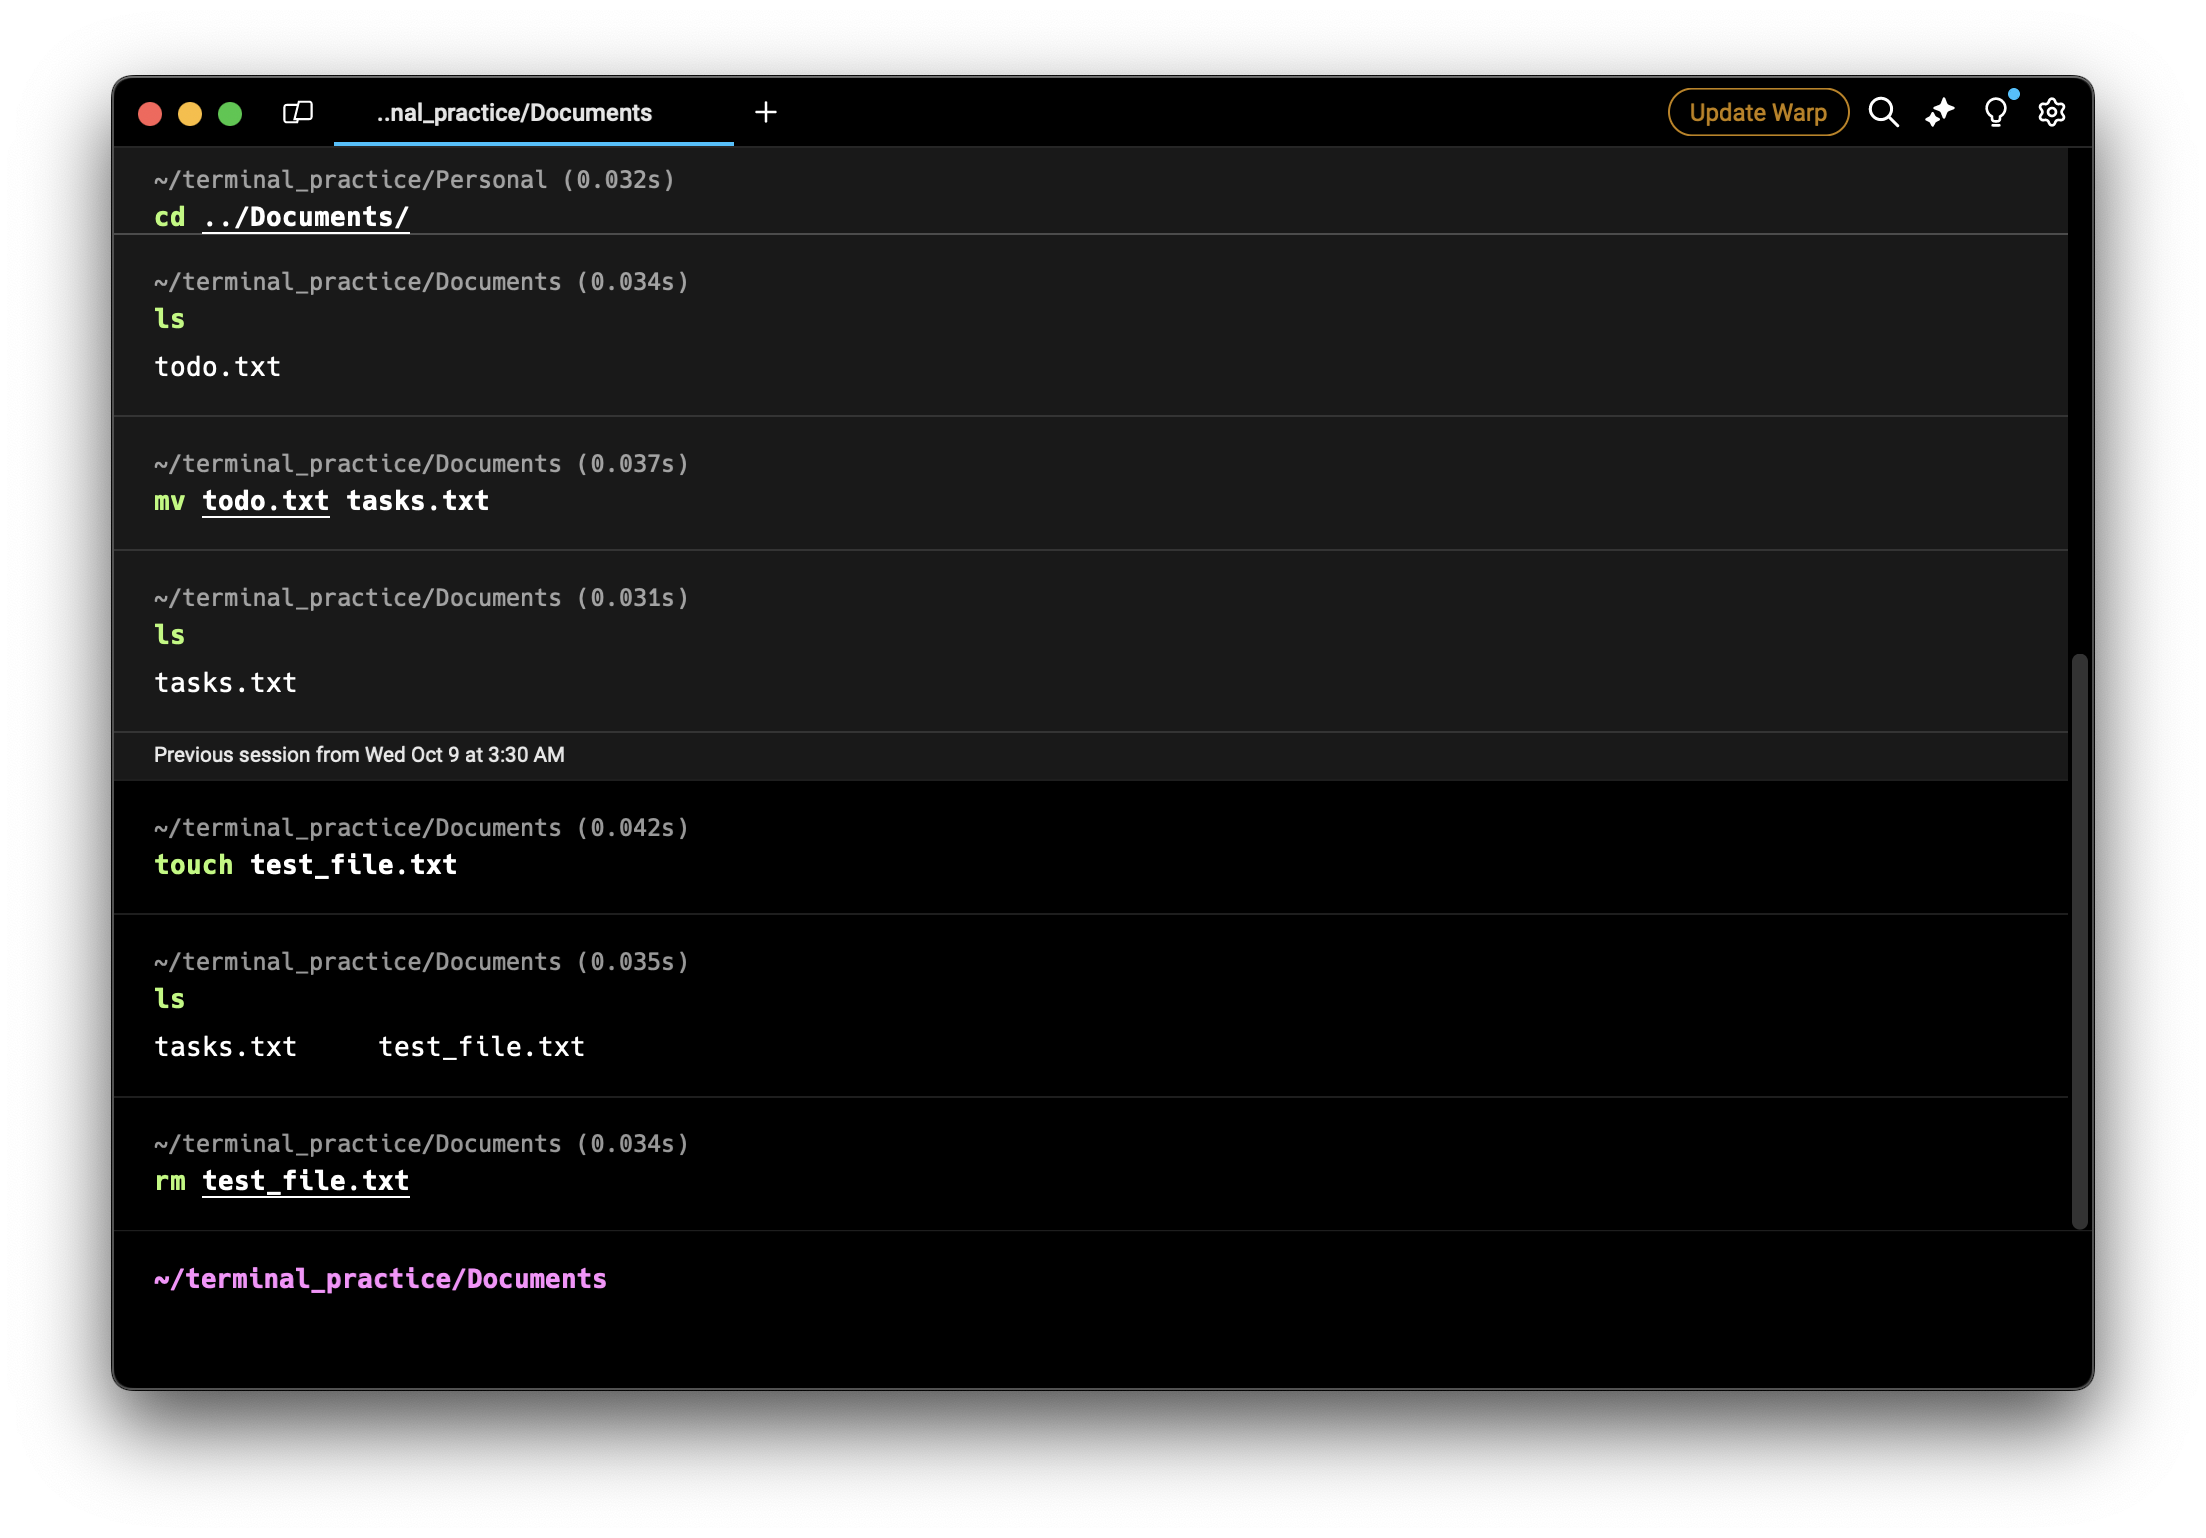 ..nal_practice/Documents
Update Warp
~/terminal_practice/Personal (0.032s)
cd ../Documents/
~/terminal_practice/Documents (0.034s)
ls
todo.txt
~/terminal_practice/Documents (0.037s)
mv todo.txt tasks.txt
~/terminal_practice/Documents (0.031s)
ls
tasks.txt
Previous session from Wed Oct 9 at 3:30 AM
~/terminal_practice/Documents (0.042s)
touch test_file.txt
~/terminal_practice/Documents (0.035s)
ls
tasks.txt     test_file.txt
~/terminal_practice/Documents (0.034s)
rm test_file.txt
~/terminal_practice/Documents